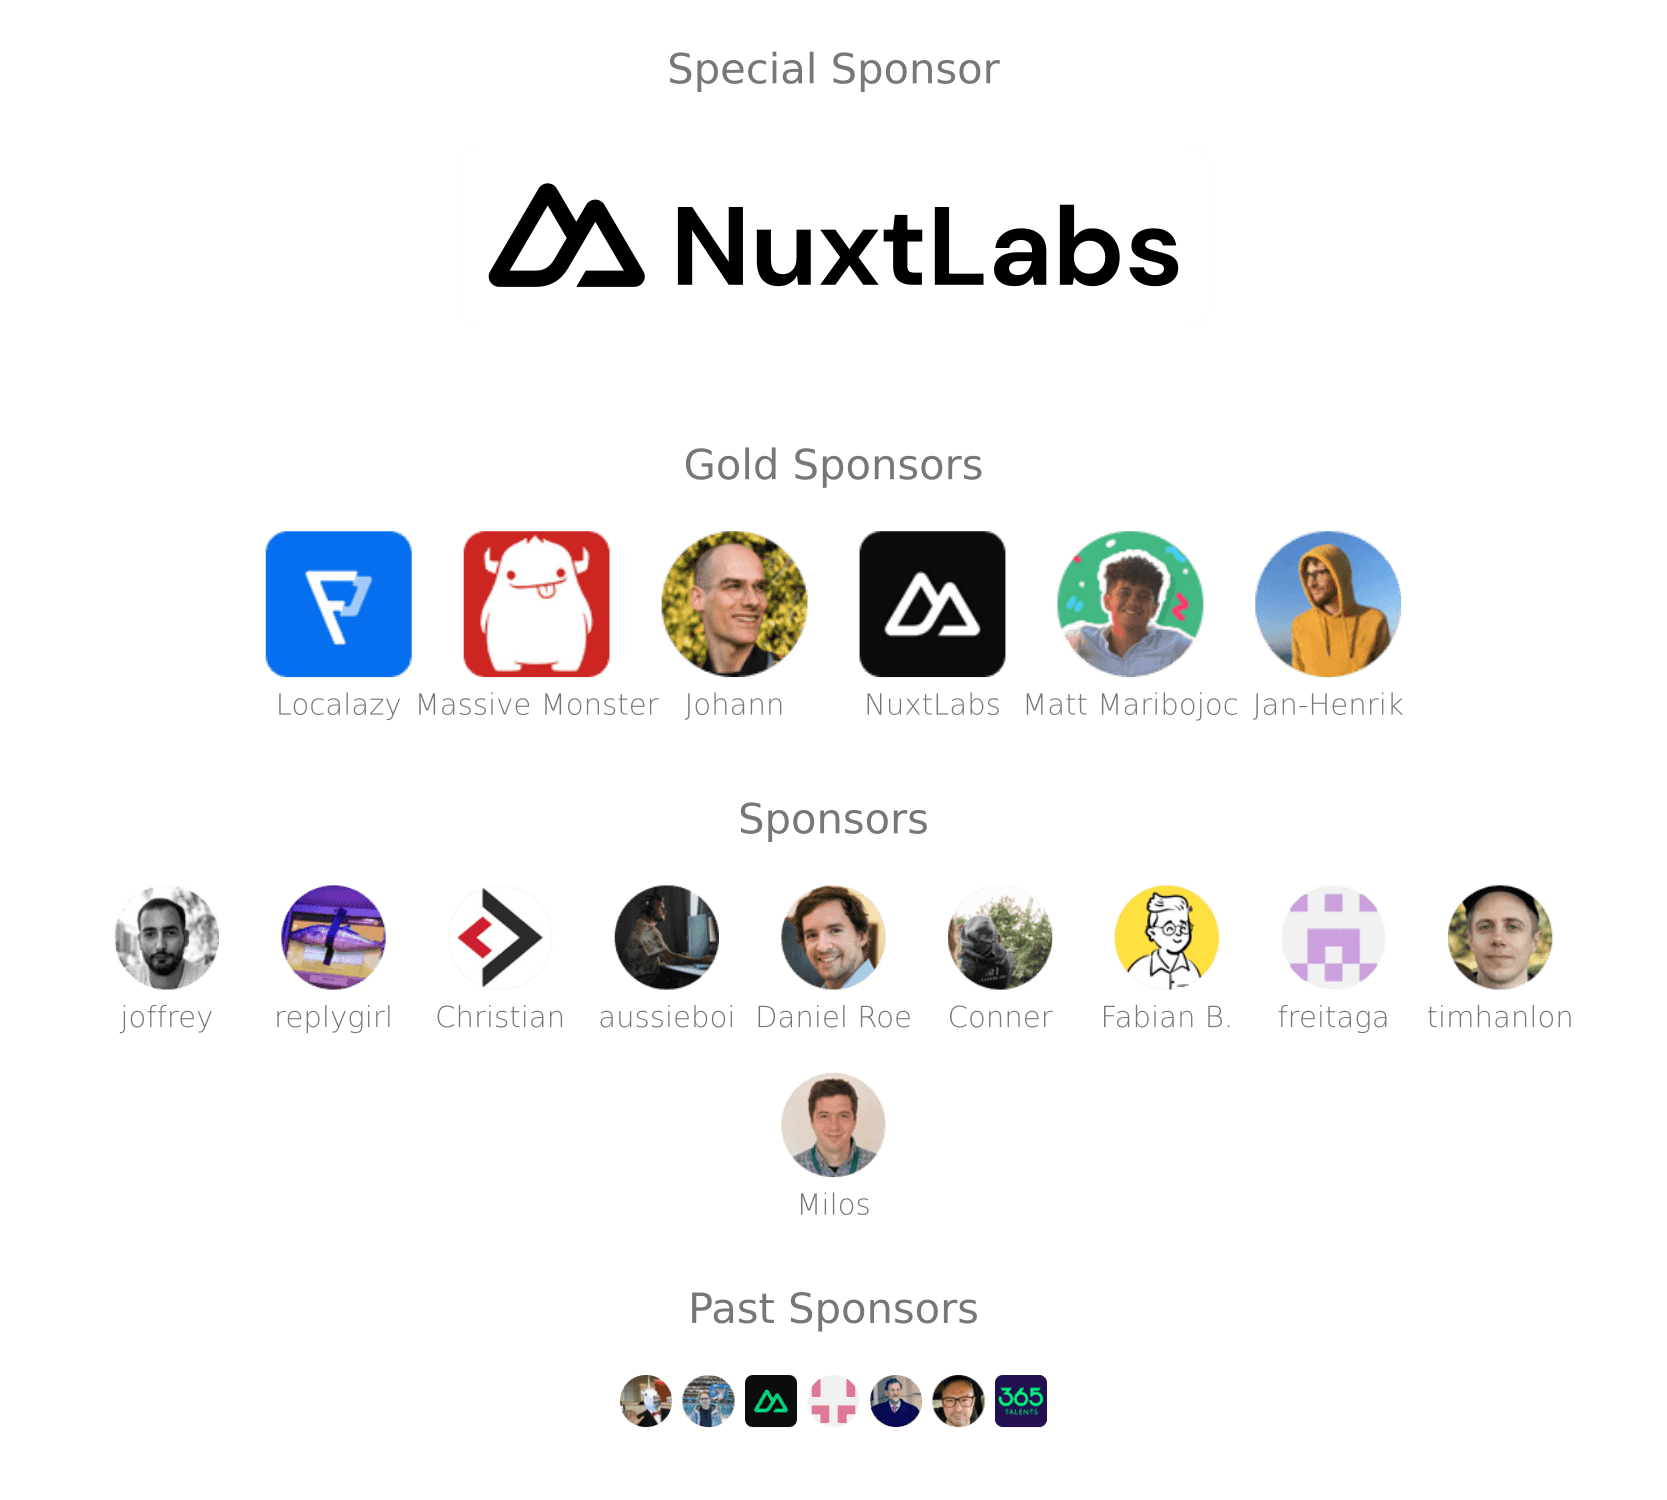 Special Sponsor
NuxtLabs
Gold Sponsors
Localazy Massive Monster Johann NuxtLabs Matt Maribojoc Jan-Henrik
Sponsors
joffrey replygirl Christian aussieboi Daniel Roe Conner Fabian B. freitaga timhanlon
Milos
Past Sponsors
365
TALENTS